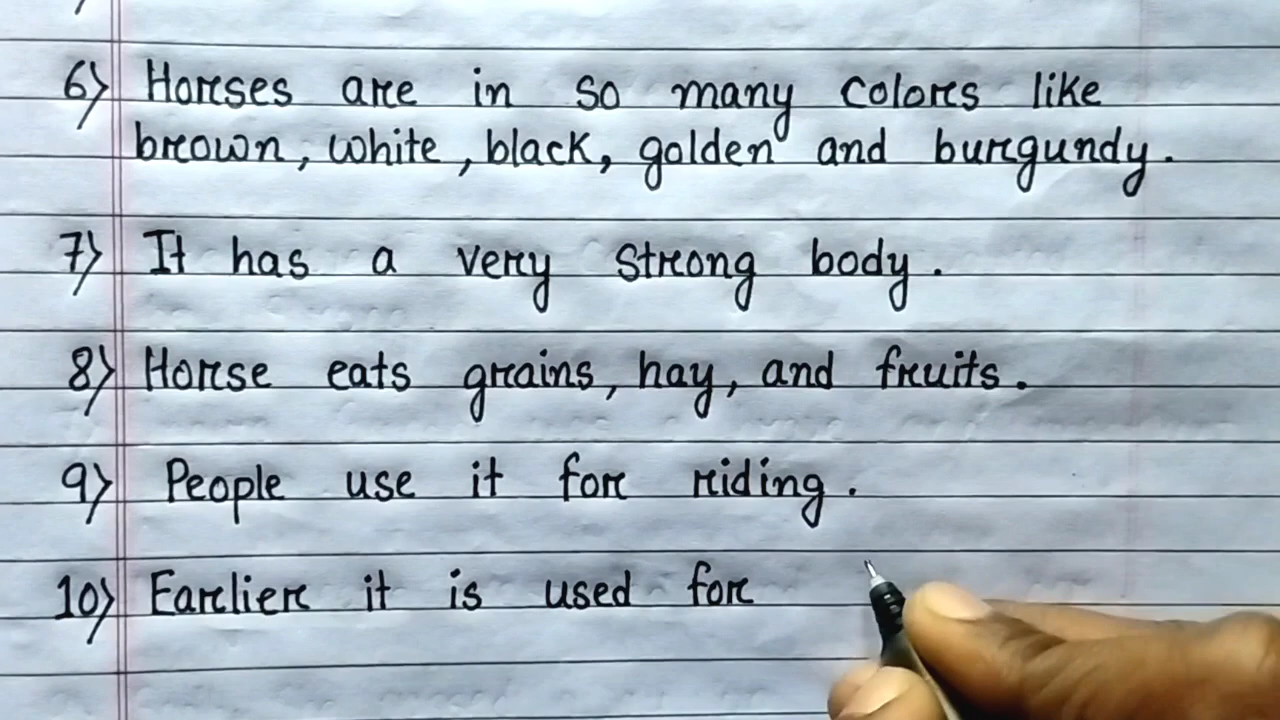 6) Horses are in so many colors like
brown, white, black, golden and burgundy.
7) It has a very strong body.
8) Horse eats grains, hay, and fruits.
9) People use it for riding.
10) Earlier it is used for